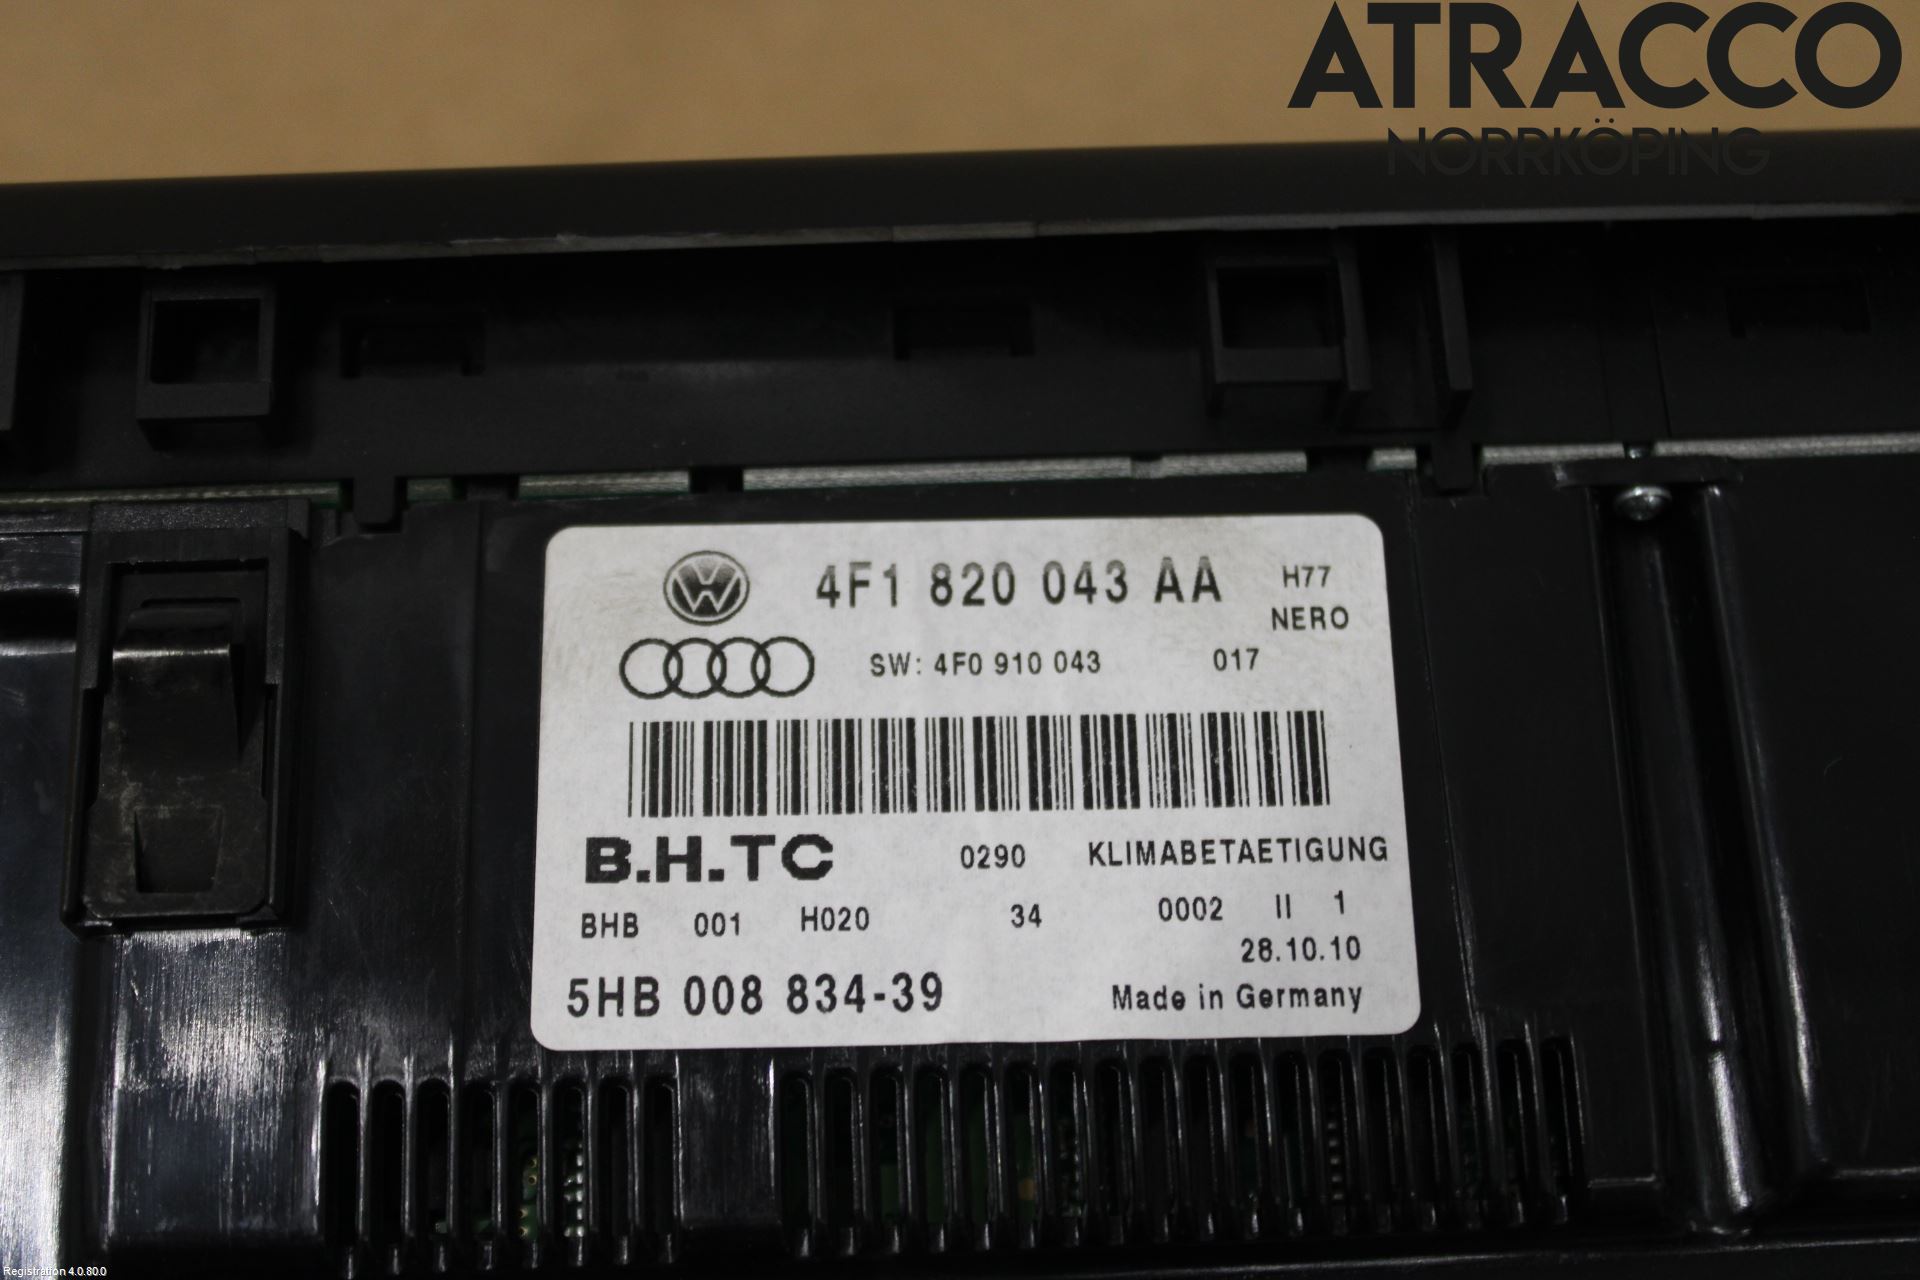 ATRACCO
NORRKÖPING
4F1 820 043 AA H77
NERO
SW: 4F0 910 043 017
B.H.TC 0290 KLIMABETAETIGUNG
BHB 001 H020 34 0002 II 1
28.10.10
5HB 008 834-39 Made in Germany
Registration 4.0.80.0